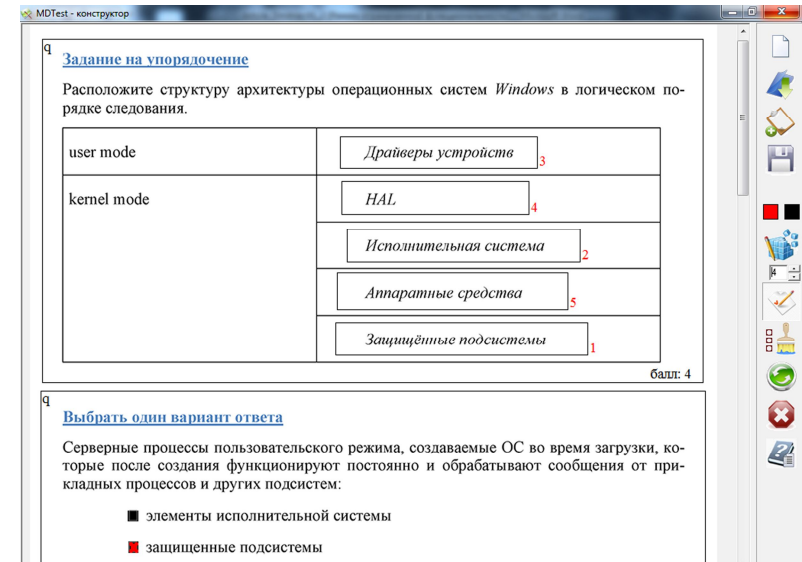 MDTest - конструктор
q
Задание на упорядочение
Расположите структуру архитектуры операционных систем Windows в логическом по-
рядке следования.
user mode
Драйверы устройств
3
kernel mode
HAL
4
Исполнительная система
2
Аппаратные средства
5
Защищённые подсистемы
1
балл: 4
q
Выбрать один вариант ответа
Серверные процессы пользовательского режима, создаваемые ОС во время загрузки, ко-
торые после создания функционируют постоянно и обрабатывают сообщения от при-
кладных процессов и других подсистем:
элементы исполнительной системы
защищенные подсистемы
4